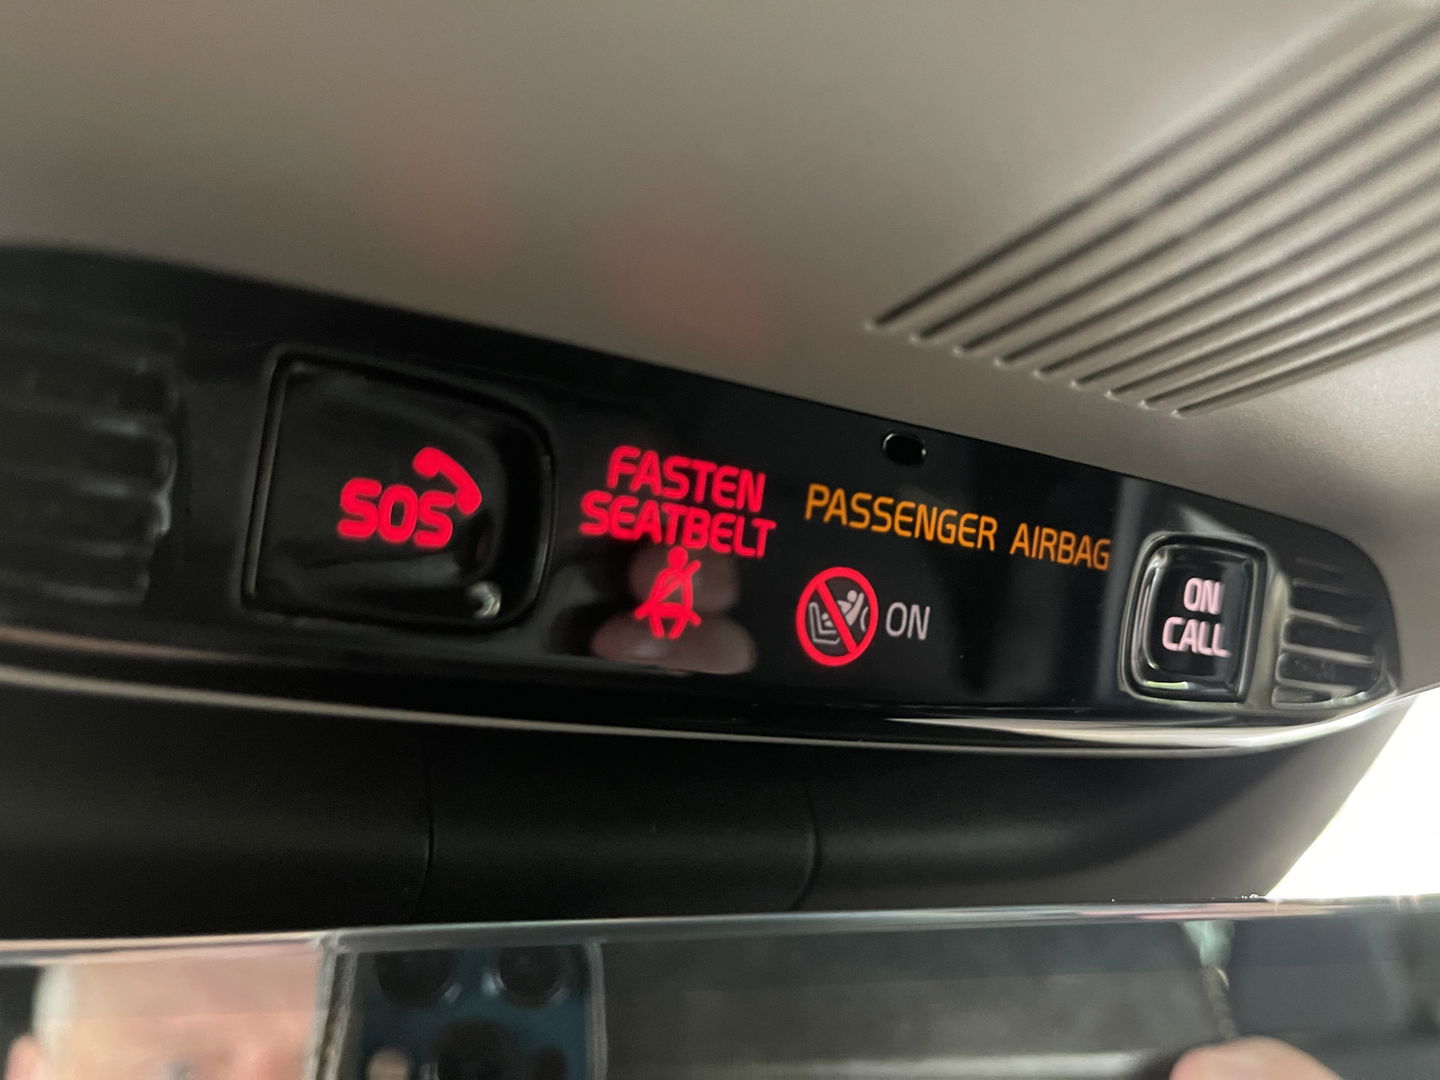 SOS
FASTEN
SEATBELT
PASSENGER AIRBAG
ON
ON
CALL